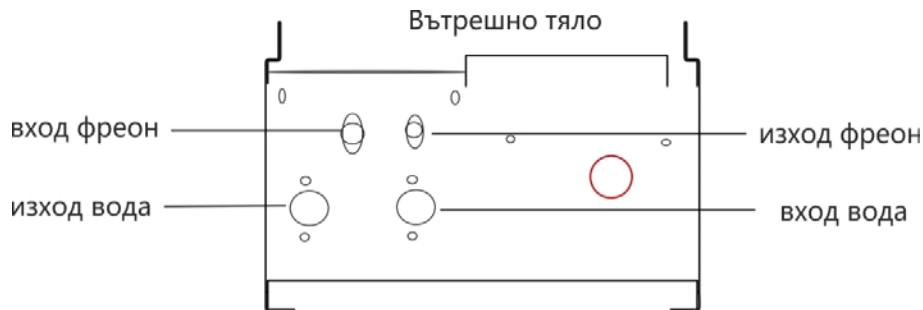 Вътрешно тяло
вход фреон
изход фреон
изход вода
вход вода